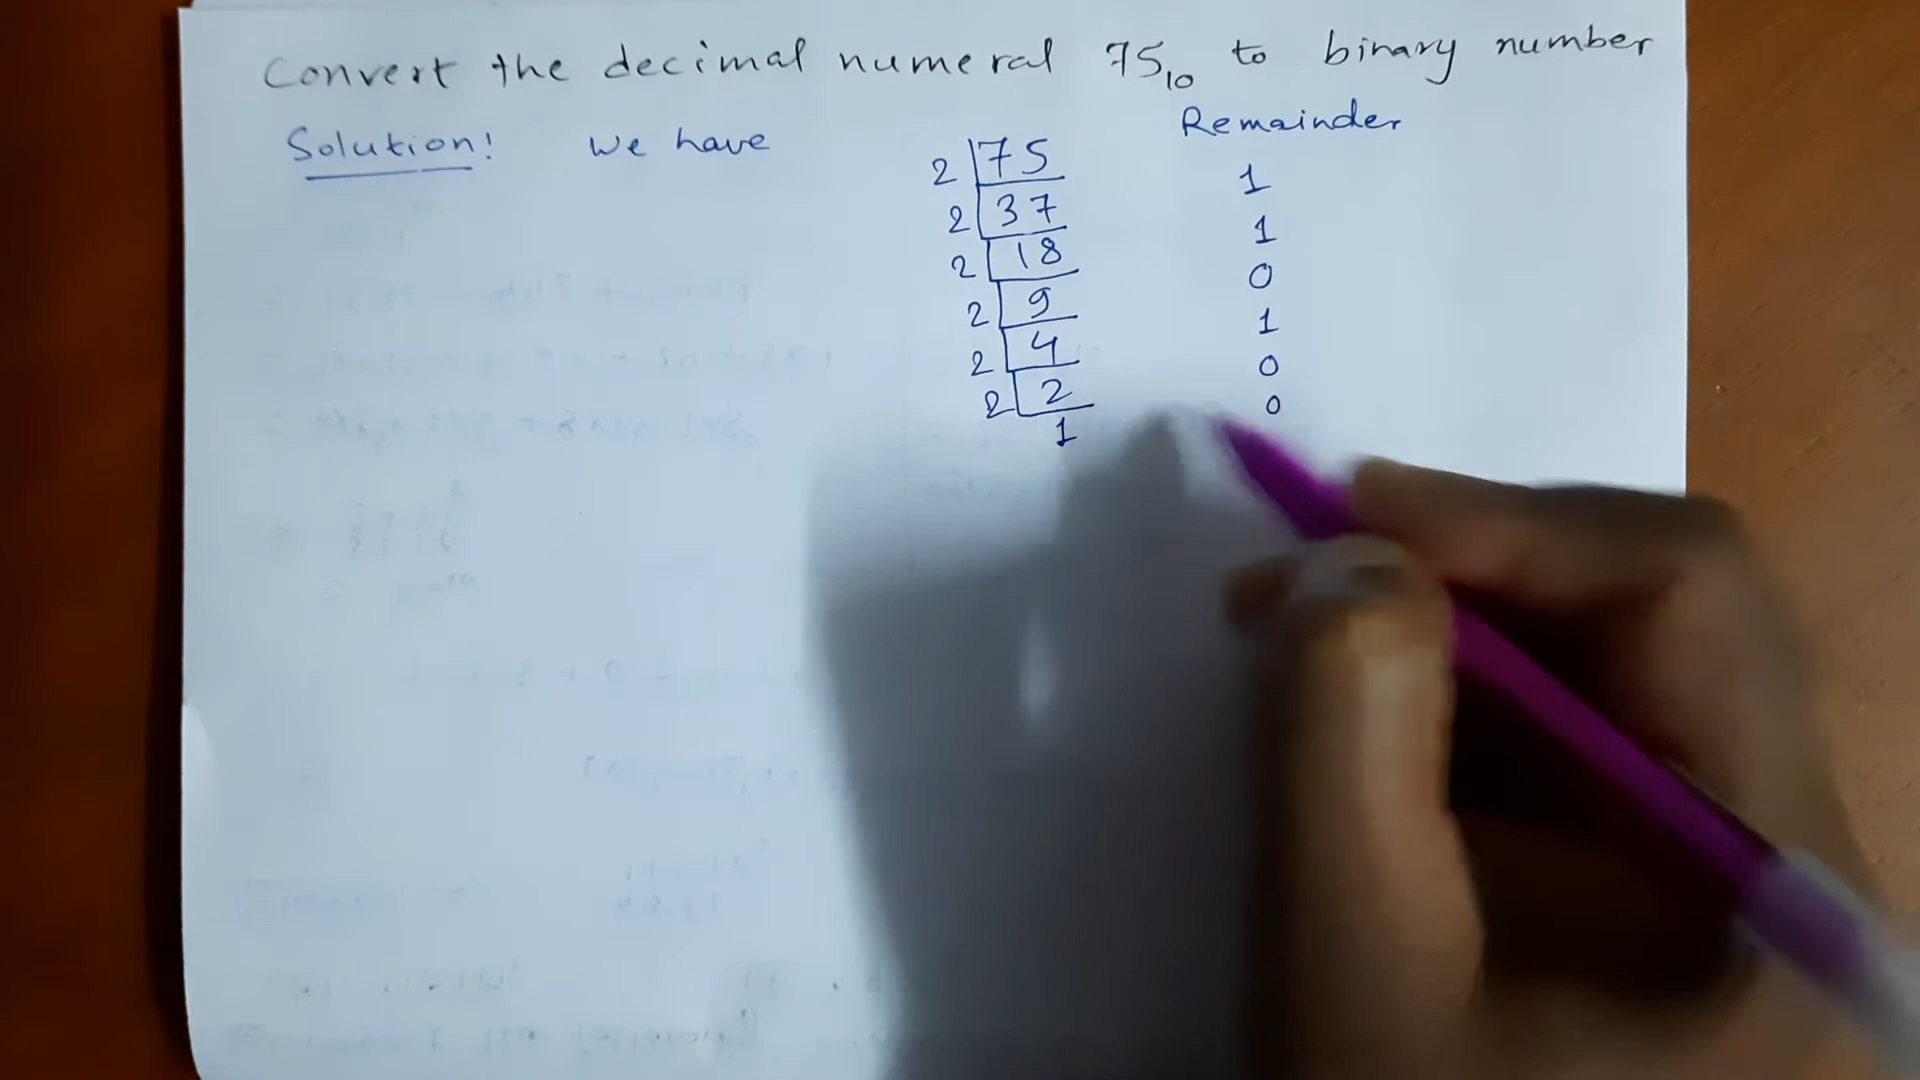 Convert the decimal numeral 75₁₀ to binary number
Solution! We have
Remainder
2 75 1
2 37 1
2 18 0
2 9 1
2 4 0
2 2 0
1